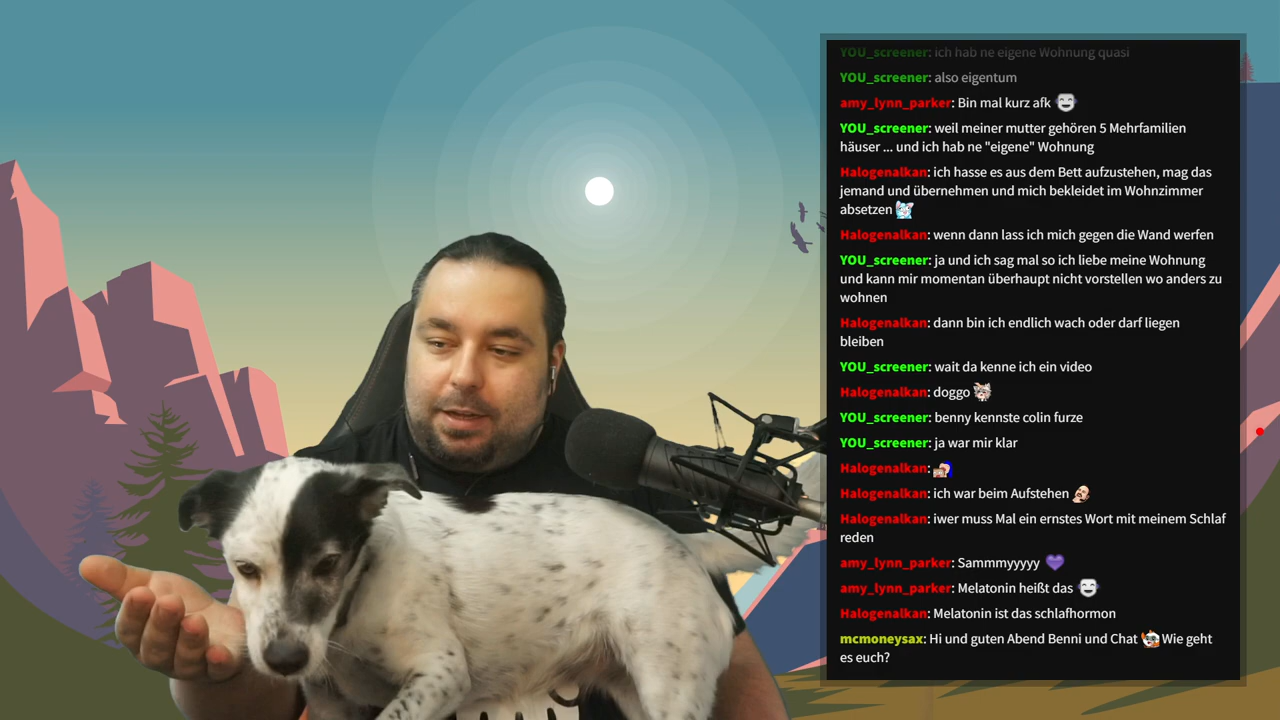 YOU_screener: ich hab ne eigene Wohnung quasi
YOU_screener: also eigentum
amy_lynn_parker: Bin mal kurz afk
YOU_screener: weil meiner mutter gehören 5 Mehrfamilien
häuser ... und ich hab ne "eigene" Wohnung
Halogenalkan: ich hasse es aus dem Bett aufzustehen, mag das
jemand und übernehmen und mich bekleidet im Wohnzimmer
absetzen
Halogenalkan: wenn dann lass ich mich gegen die Wand werfen
YOU_screener: ja und ich sag mal so ich liebe meine Wohnung
und kann mir momentan überhaupt nicht vorstellen wo anders zu
wohnen
Halogenalkan: dann bin ich endlich wach oder darf liegen
bleiben
YOU_screener: wait da kenne ich ein video
Halogenalkan: doggo
YOU_screener: benny kennste colin furze
YOU_screener: ja war mir klar
Halogenalkan:
Halogenalkan: ich war beim Aufstehen
Halogenalkan: iwer muss Mal ein ernstes Wort mit meinem Schlaf
reden
amy_lynn_parker: Sammmyyyyy
amy_lynn_parker: Melatonin heißt das
Halogenalkan: Melatonin ist das schlafhormon
mcmoneysax: Hi und guten Abend Benni und Chat Wie geht
es euch?